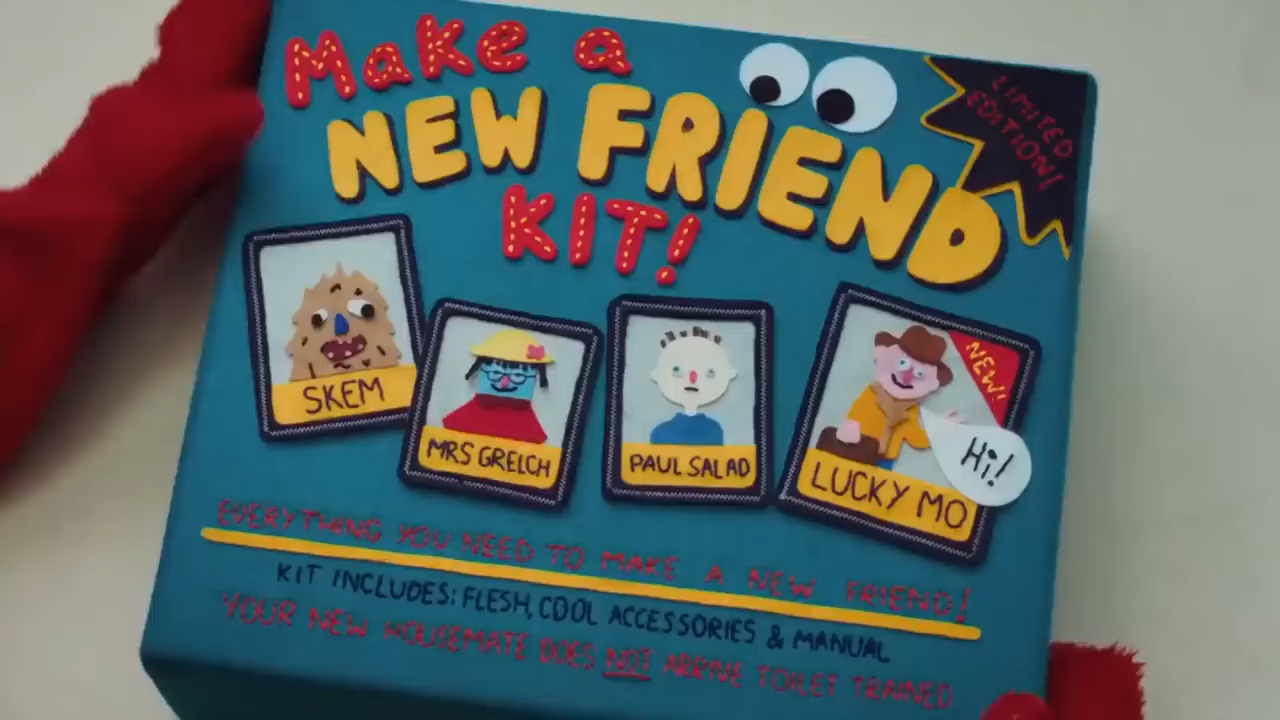 Make a
NEW FRIEND
KIT!
LIMITED
EDITION!
SKEM
MRS GRELCH
PAUL SALAD
LUCKY MO
NEW!
Hi!
EVERYTHING YOU NEED TO MAKE A NEW FRIEND!
KIT INCLUDES: FLESH, COOL ACCESSORIES & MANUAL
YOUR NEW HOUSEMATE DOES NOT ARRIVE TOILET TRAINED